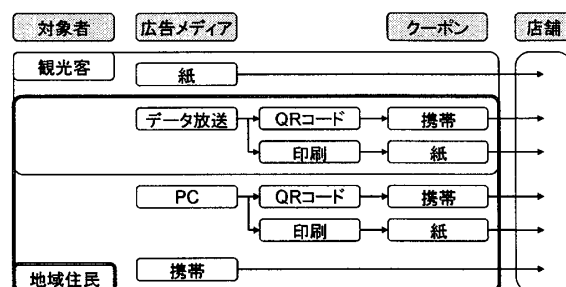 対象者 広告メディア クーポン 店舗
観光客
紙
データ放送 QRコード 携帯
印刷 紙
PC QRコード 携帯
印刷 紙
携帯
地域住民